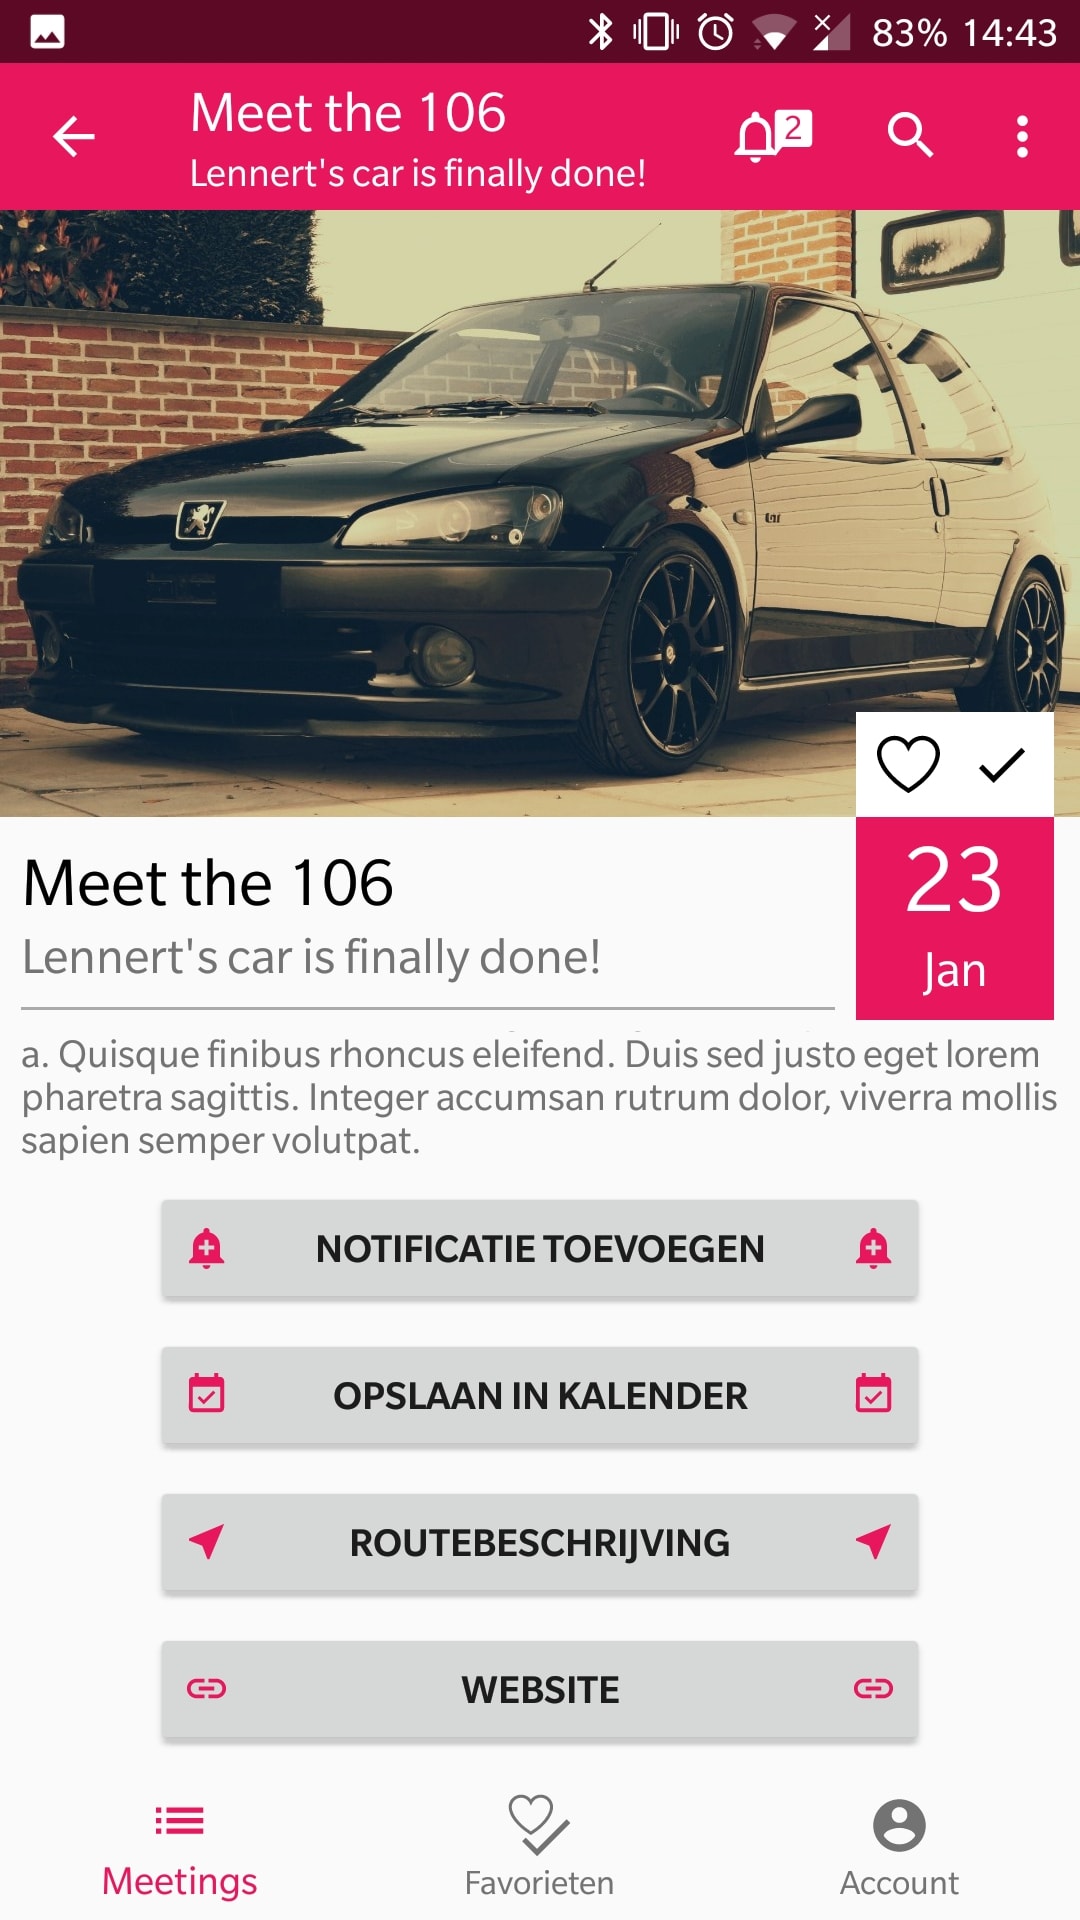 83% 14:43
Meet the 106
2
Lennert's car is finally done!
GT
Meet the 106
23
Lennert's car is finally done!
Jan
a. Quisque finibus rhoncus eleifend. Duis sed justo eget lorem
pharetra sagittis. Integer accumsan rutrum dolor, viverra mollis
sapien semper volutpat.
NOTIFICATIE TOEVOEGEN
OPSLAAN IN KALENDER
ROUTEBESCHRIJVING
WEBSITE
Meetings
Favorieten
Account